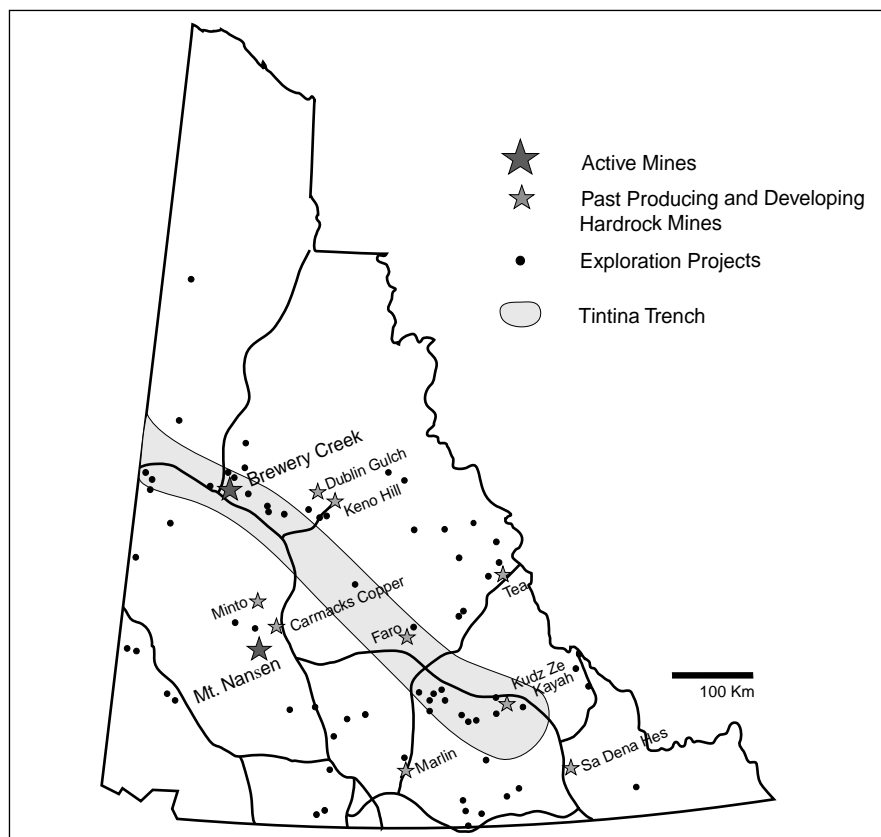 Active Mines
Past Producing and Developing
Hardrock Mines
Exploration Projects
Tintina Trench
Brewery Creek
Dublin Gulch
Keno Hill
Tea
Minto
Carmacks Copper
Faro
Mt. Nansen
Kudz Ze
Kayah
100 Km
Marlin
Sa Dena Hes